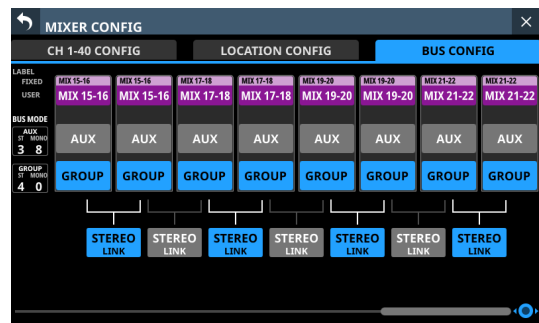 MIXER CONFIG
CH 1-40 CONFIG LOCATION CONFIG BUS CONFIG
LABEL
FIXED MIX 15-16 MIX 15-16 MIX 17-18 MIX 17-18 MIX 19-20 MIX 19-20 MIX 21-22 MIX 21-22
USER MIX 15-16 MIX 15-16 MIX 17-18 MIX 17-18 MIX 19-20 MIX 19-20 MIX 21-22 MIX 21-22
BUS MODE
AUX
ST MONO
3 8
AUX AUX AUX AUX AUX AUX AUX AUX
GROUP
ST MONO
4 0
GROUP GROUP GROUP GROUP GROUP GROUP GROUP GROUP
STEREO STEREO STEREO STEREO STEREO STEREO STEREO
LINK LINK LINK LINK LINK LINK LINK